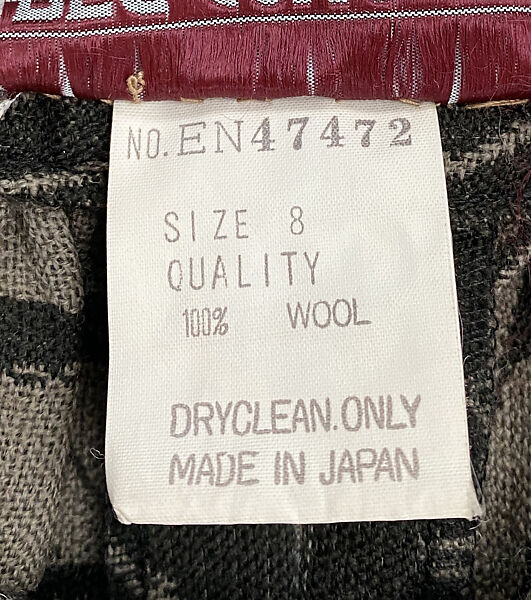 NO.EN47472
SIZE 8
QUALITY
100% WOOL
DRYCLEAN.ONLY
MADE IN JAPAN